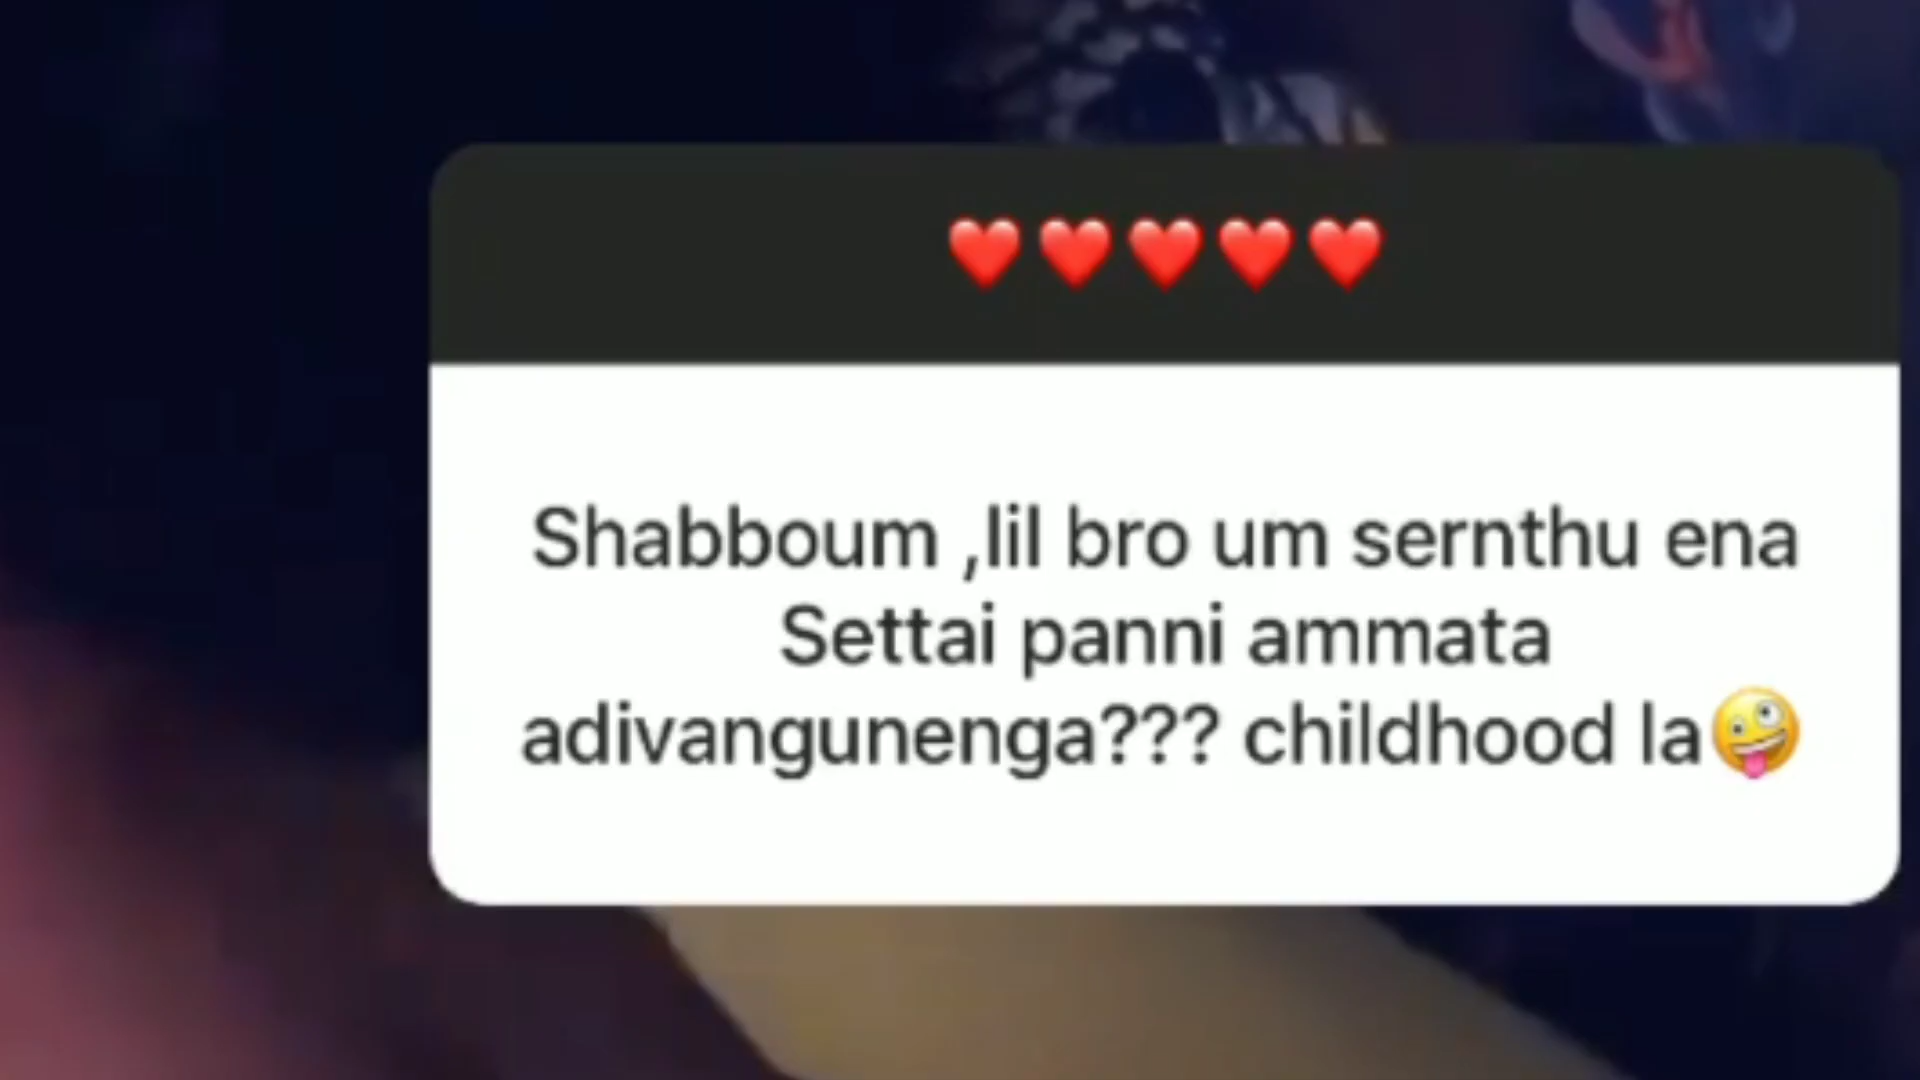 ❤️❤️❤️❤️❤️
Shabboum ,lil bro um sernthu ena
Settai panni ammata
adivangunenga??? childhood la🤪